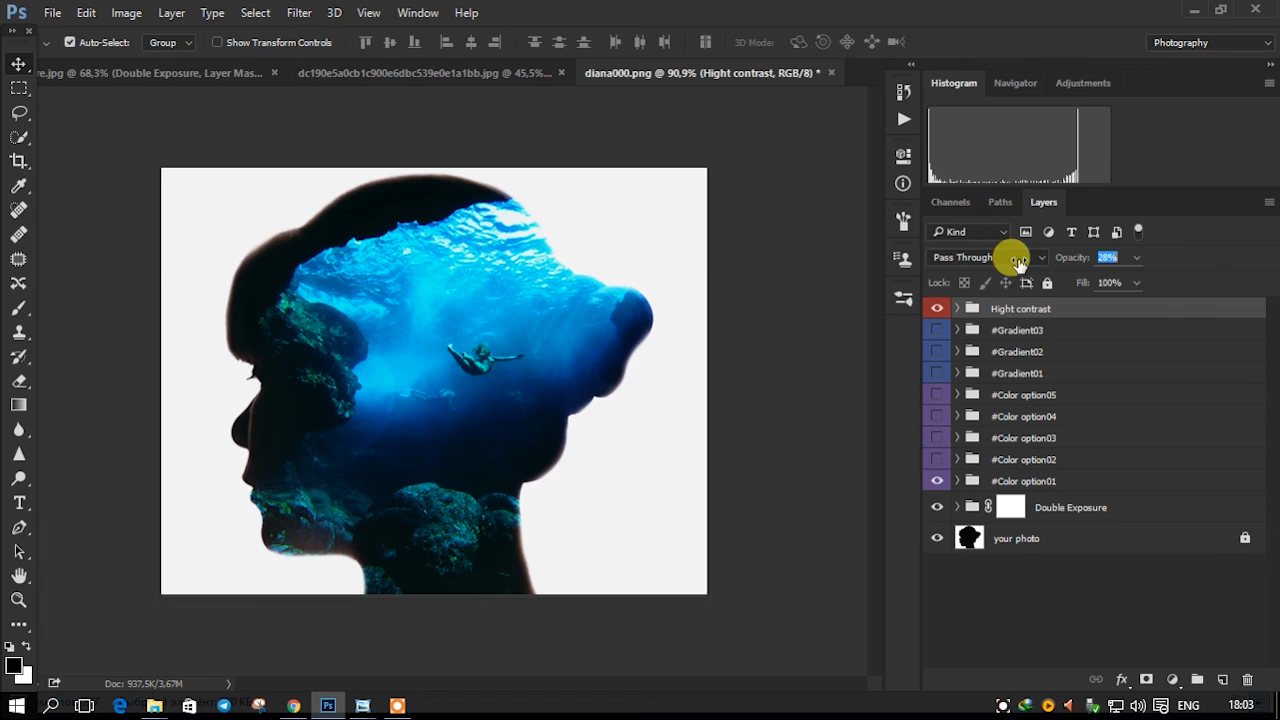 Ps File Edit Image Layer Type Select Filter 3D View Window Help
Auto-Select: Group Show Transform Controls 3D Mode: Photography
re.jpg @ 68,3% (Double Exposure, Layer Mas... × dc190e5a0cb1c900e6dbc539e0e1a1bb.jpg @ 45,5%... × diana000.png @ 90,9% (Hight contrast, RGB/8) * ×
Histogram Navigator Adjustments
Channels Paths Layers
Kind
Pass Through Opacity: 28%
Lock: Fill: 100%
Hight contrast
#Gradient03
#Gradient02
#Gradient01
#Color option05
#Color option04
#Color option03
#Color option02
#Color option01
Double Exposure
your photo
Doc: 937,5K/3,67M
Ps ENG 18:03